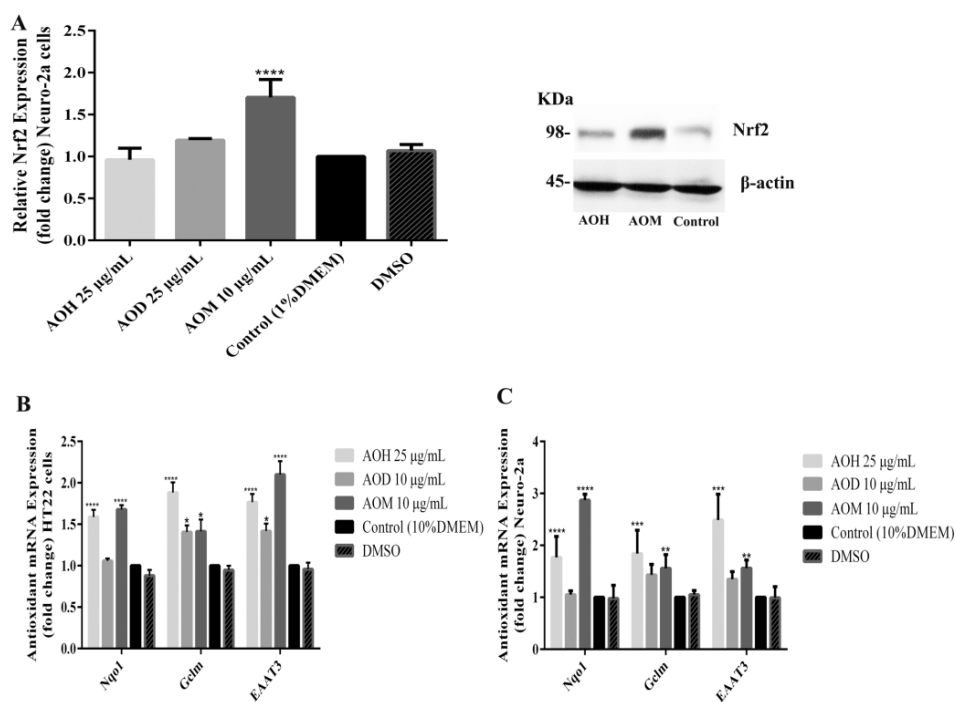 A
Relative Nrf2 Expression
(fold change) Neuro-2a cells
2.5
2.0
1.5
1.0
0.5
0.0
****
AOH 25 µg/mL
AOD 25 µg/mL
AOM 10 µg/mL
Control (1%DMEM)
DMSO
KDa
98-
Nrf2
45-
β-actin
AOH AOM Control
B
Antioxidant mRNA Expression
(fold change) HT22 cells
2.5
2.0
1.5
1.0
0.5
0.0
**** ****
**** * *
**** * ****
Nqo1
Gclm
EAAT3
AOH 25 µg/mL
AOD 10 µg/mL
AOM 10 µg/mL
Control (10%DMEM)
DMSO
C
Antioxidant mRNA Expression
(fold change) Neuro-2a
4
3
2
1
0
**** ****
*** **
*** **
Nqo1
Gclm
EAAT3
AOH 25 µg/mL
AOD 10 µg/mL
AOM 10 µg/mL
Control (10%DMEM)
DMSO